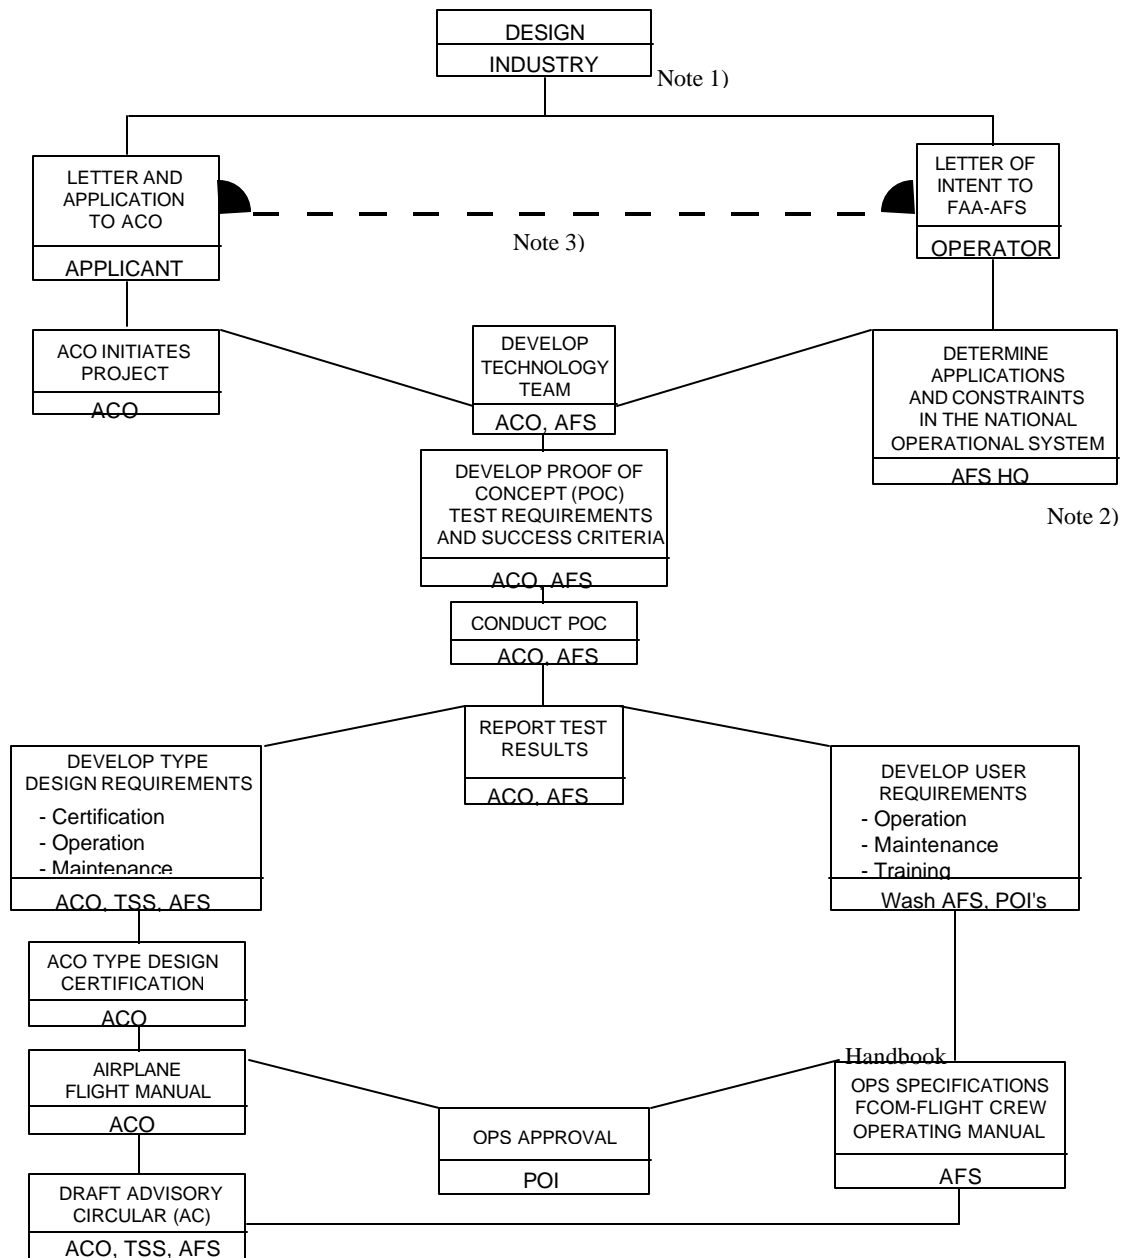 DESIGN
INDUSTRY
Note 1)
LETTER AND
APPLICATION
TO ACO
APPLICANT
LETTER OF
INTENT TO
FAA-AFS
OPERATOR
Note 3)
ACO INITIATES
PROJECT
ACO
DEVELOP
TECHNOLOGY
TEAM
ACO, AFS
DETERMINE
APPLICATIONS
AND CONSTRAINTS
IN THE NATIONAL
OPERATIONAL SYSTEM
AFS HQ
Note 2)
DEVELOP PROOF OF
CONCEPT (POC)
TEST REQUIREMENTS
AND SUCCESS CRITERIA
ACO, AFS
CONDUCT POC
ACO, AFS
REPORT TEST
RESULTS
ACO, AFS
DEVELOP TYPE
DESIGN REQUIREMENTS
- Certification
- Operation
- Maintenance
ACO, TSS, AFS
DEVELOP USER
REQUIREMENTS
- Operation
- Maintenance
- Training
Wash AFS, POI's
ACO TYPE DESIGN
CERTIFICATION
ACO
AIRPLANE
FLIGHT MANUAL
ACO
Handbook
OPS SPECIFICATIONS
FCOM-FLIGHT CREW
OPERATING MANUAL
AFS
OPS APPROVAL
POI
DRAFT ADVISORY
CIRCULAR (AC)
ACO, TSS, AFS